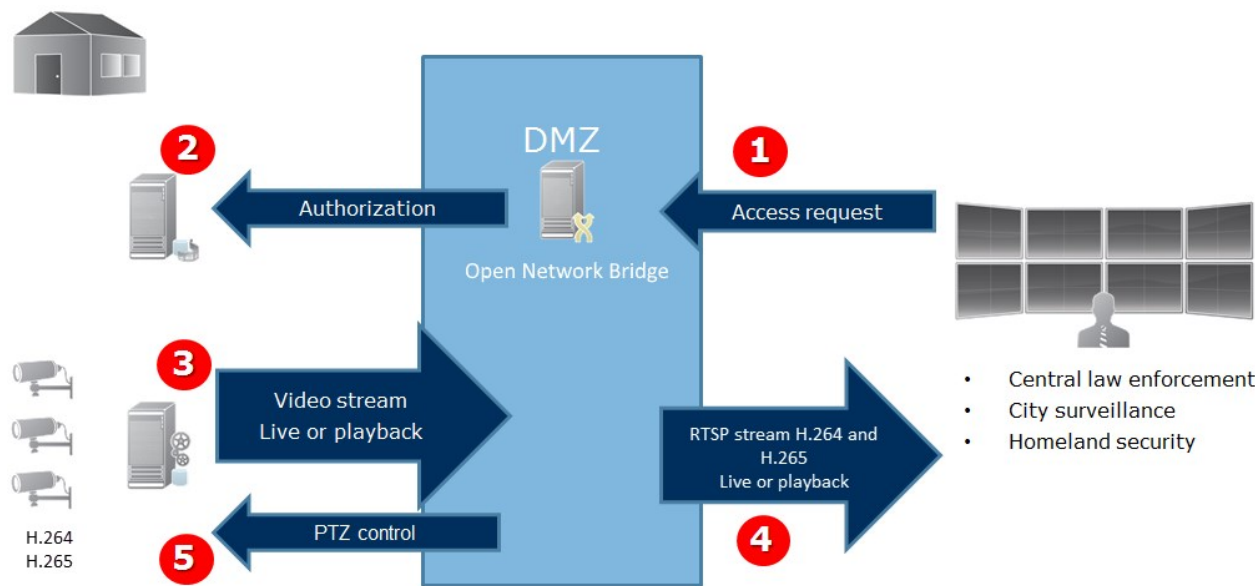 DMZ
1
2
Authorization
Access request
Open Network Bridge
3
Video stream
Live or playback
• Central law enforcement
• City surveillance
• Homeland security
RTSP stream H.264 and
H.265
Live or playback
PTZ control
4
H.264
H.265
5